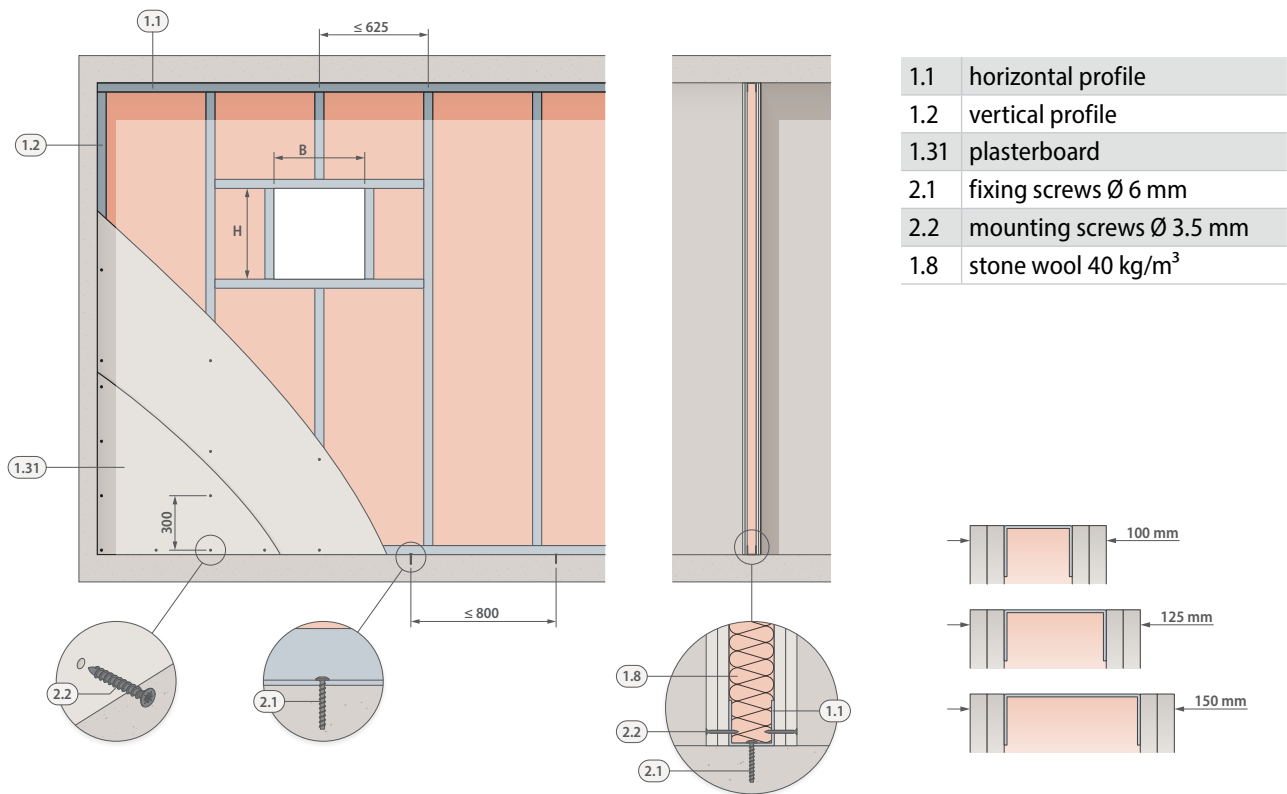 1.1
≤ 625
1.2
B
H
1.31
300
≤ 800
2.2
2.1
1.8
1.1
2.2
2.1
1.1 horizontal profile
1.2 vertical profile
1.31 plasterboard
2.1 fixing screws Ø 6 mm
2.2 mounting screws Ø 3.5 mm
1.8 stone wool 40 kg/m³
100 mm
125 mm
150 mm